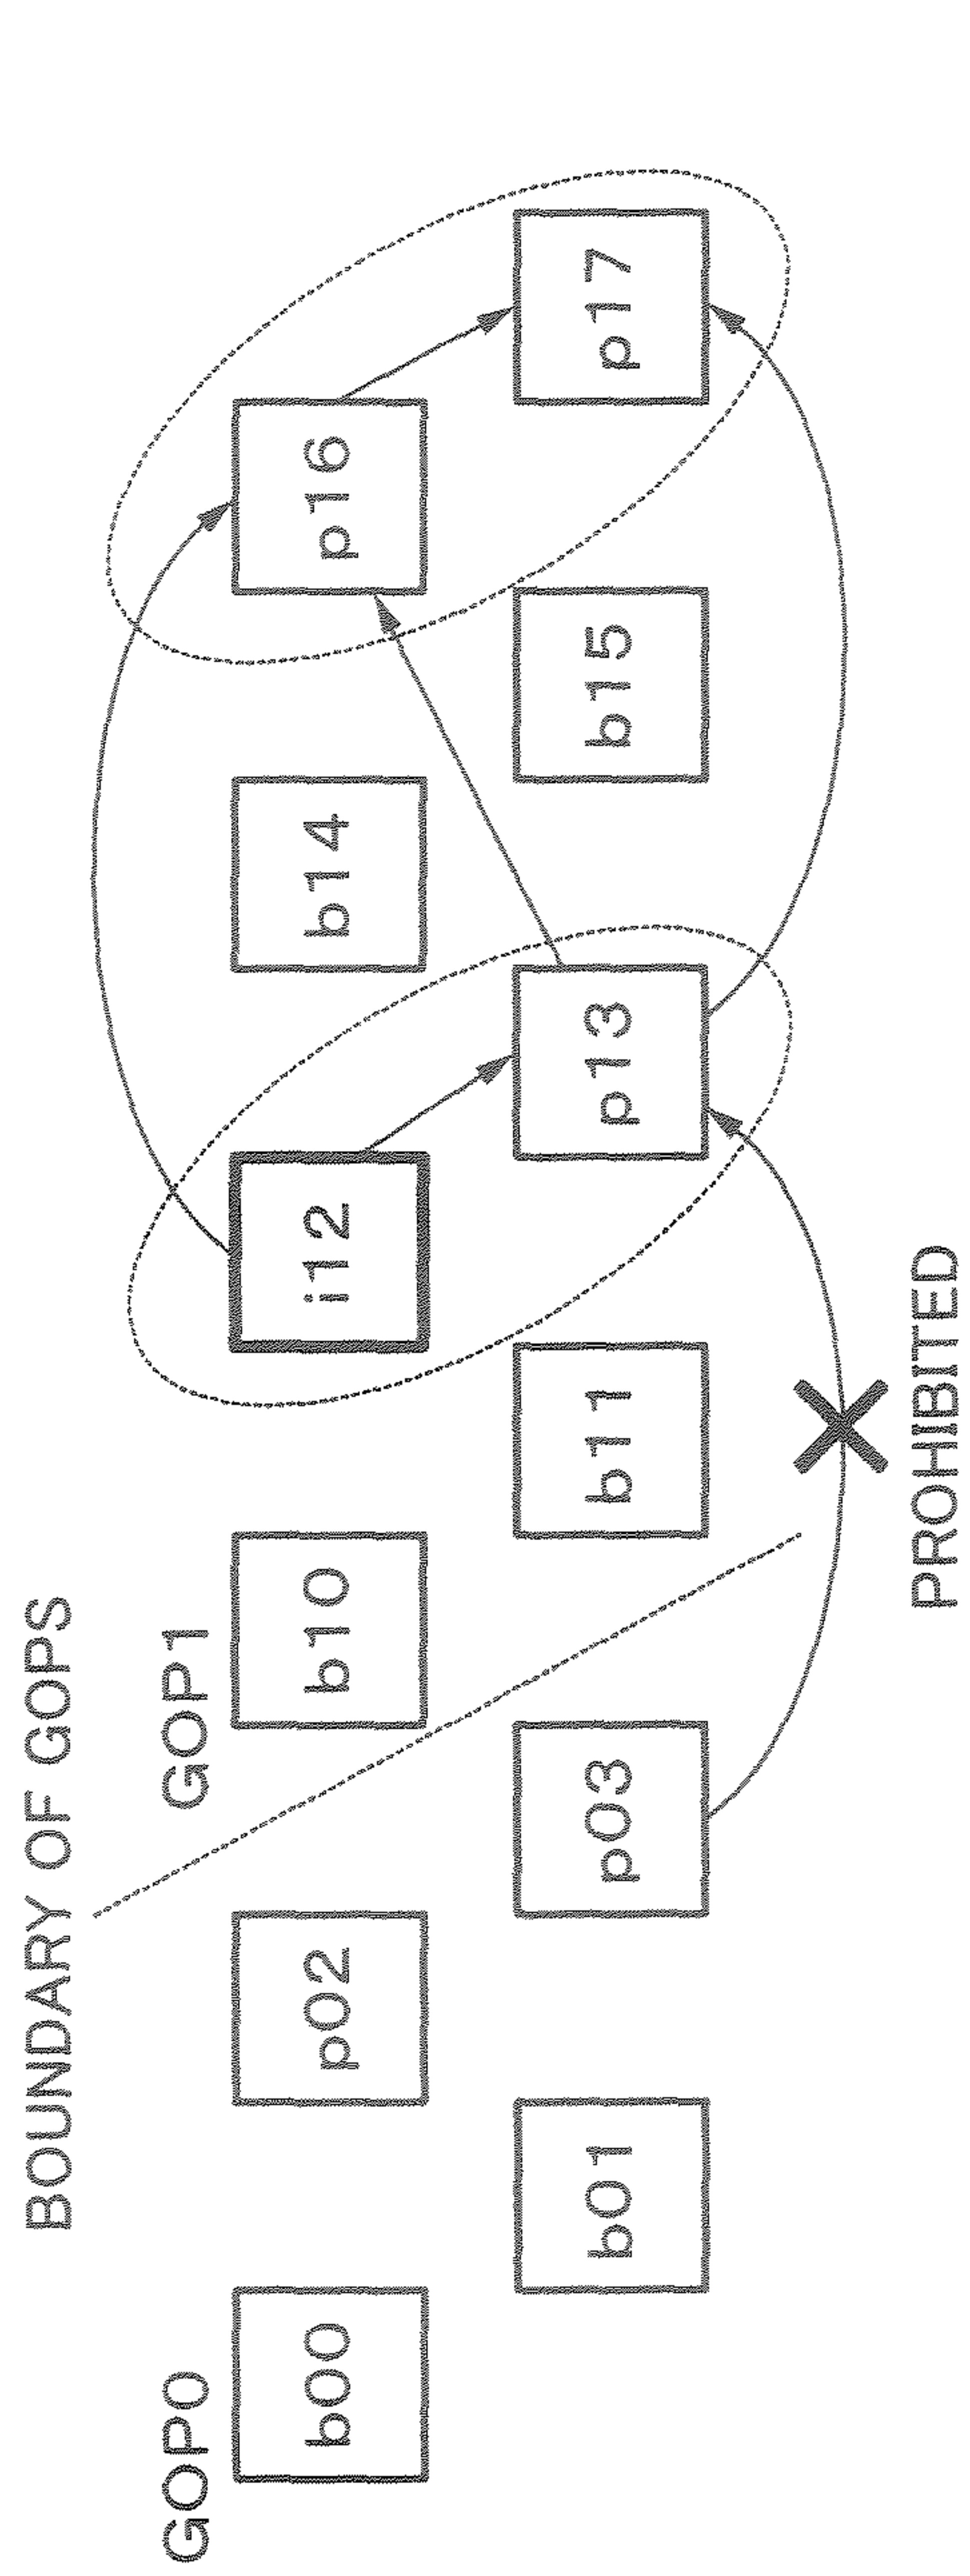 BOUNDARY OF GOPS
GOP0
GOP1
b00
p02
b10
i12
b14
p16
b01
p03
b11
p13
b15
p17
PROHIBITED